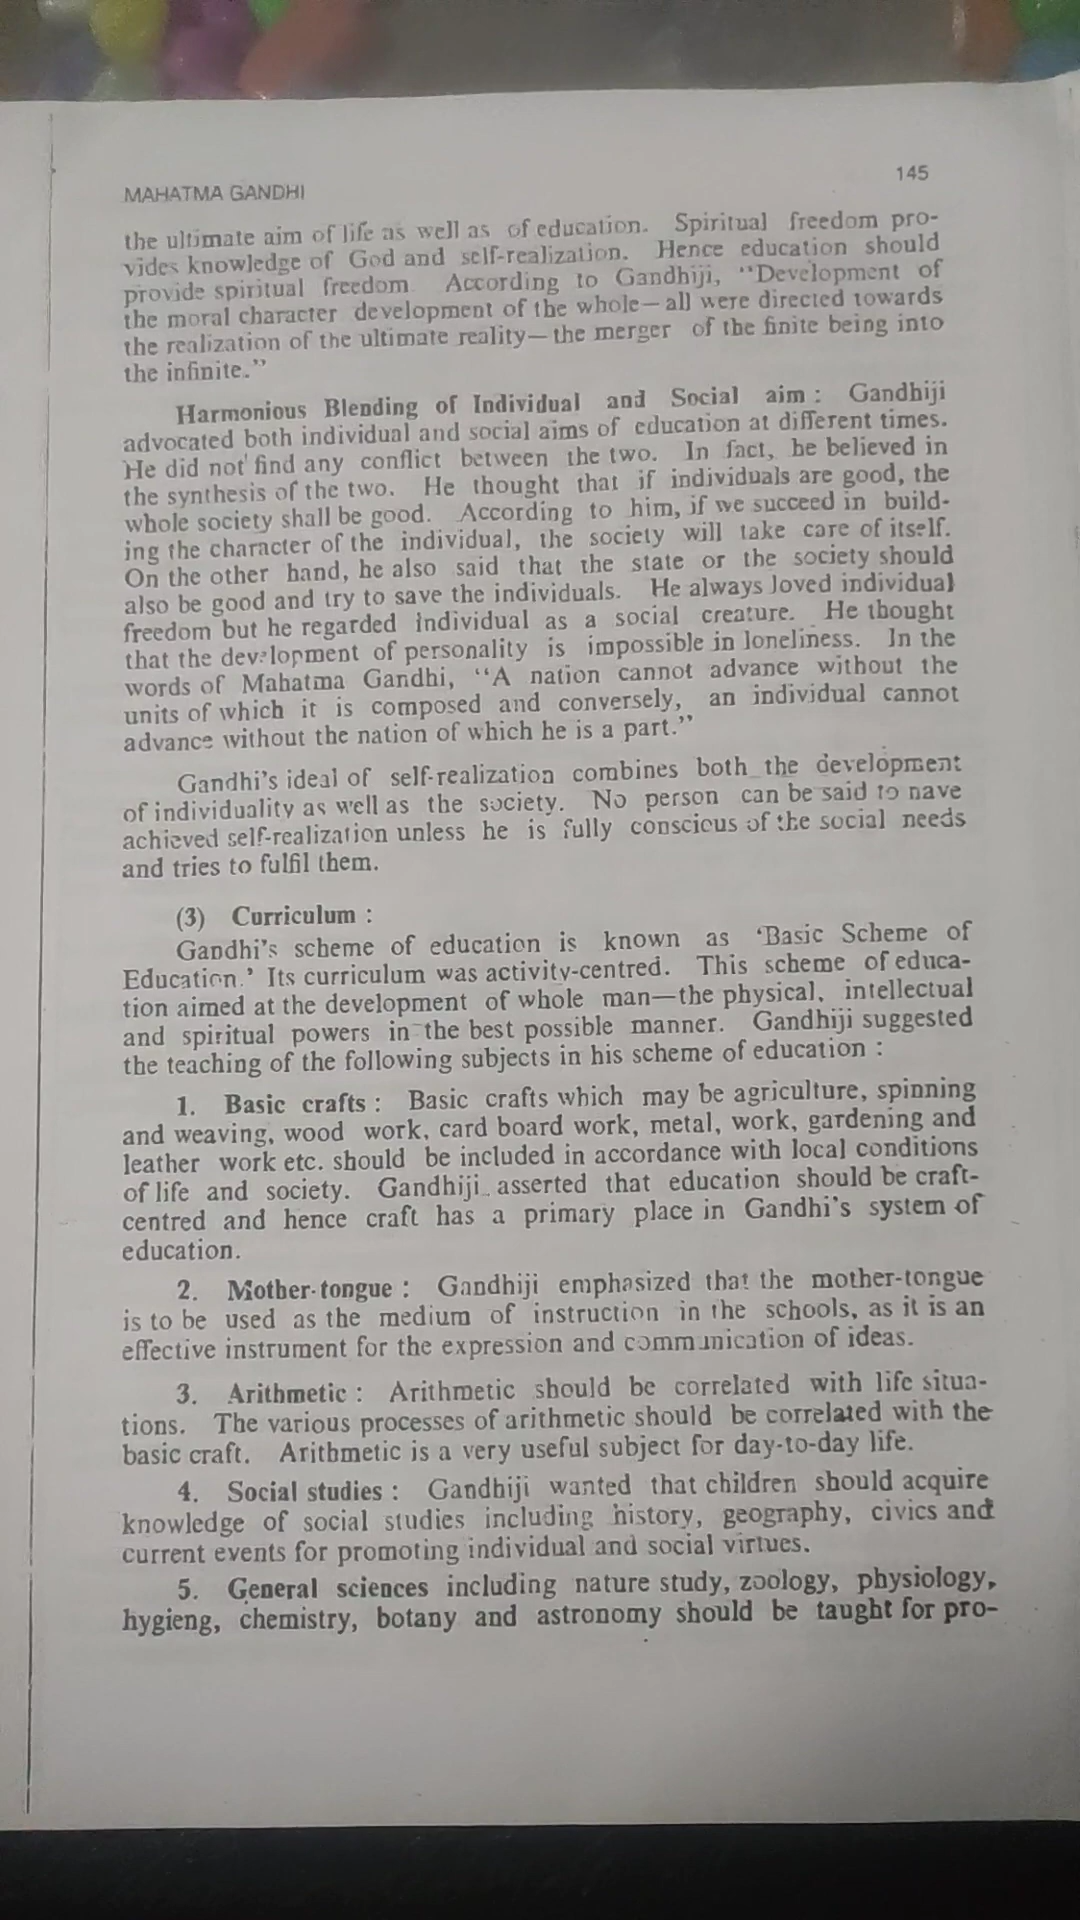 MAHATMA GANDHI
145
the ultimate aim of life as well as of education. Spiritual freedom pro-
vides knowledge of God and self-realization. Hence education should
provide spiritual freedom According to Gandhiji, "Development of
the moral character development of the whole—all were directed towards
the realization of the ultimate reality—the merger of the finite being into
the infinite."
Harmonious Blending of Individual and Social aim : Gandhiji
advocated both individual and social aims of education at different times.
He did not find any conflict between the two. In fact, he believed in
the synthesis of the two. He thought that if individuals are good, the
whole society shall be good. According to him, if we succeed in build-
ing the character of the individual, the society will take care of itself.
On the other hand, he also said that the state or the society should
also be good and try to save the individuals. He always loved individual
freedom but he regarded individual as a social creature. He thought
that the development of personality is impossible in loneliness. In the
words of Mahatma Gandhi, "A nation cannot advance without the
units of which it is composed and conversely, an individual cannot
advance without the nation of which he is a part."
Gandhi's ideal of self-realization combines both the development
of individuality as well as the society. No person can be said to have
achieved self-realization unless he is fully conscious of the social needs
and tries to fulfil them.
(3) Curriculum :
Gandhi's scheme of education is known as 'Basic Scheme of
Education.' Its curriculum was activity-centred. This scheme of educa-
tion aimed at the development of whole man—the physical, intellectual
and spiritual powers in the best possible manner. Gandhiji suggested
the teaching of the following subjects in his scheme of education :
1. Basic crafts : Basic crafts which may be agriculture, spinning
and weaving, wood work, card board work, metal, work, gardening and
leather work etc. should be included in accordance with local conditions
of life and society. Gandhiji asserted that education should be craft-
centred and hence craft has a primary place in Gandhi's system of
education.
2. Mother-tongue : Gandhiji emphasized that the mother-tongue
is to be used as the medium of instruction in the schools, as it is an
effective instrument for the expression and communication of ideas.
3. Arithmetic : Arithmetic should be correlated with life situa-
tions. The various processes of arithmetic should be correlated with the
basic craft. Arithmetic is a very useful subject for day-to-day life.
4. Social studies : Gandhiji wanted that children should acquire
knowledge of social studies including history, geography, civics and
current events for promoting individual and social virtues.
5. General sciences including nature study, zoology, physiology,
hygieng, chemistry, botany and astronomy should be taught for pro-